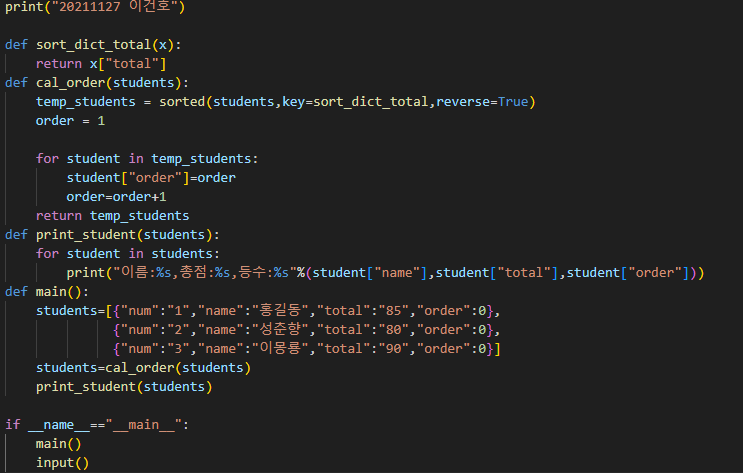 print("20211127 이건호")
def sort_dict_total(x):
    return x["total"]
def cal_order(students):
    temp_students = sorted(students,key=sort_dict_total,reverse=True)
    order = 1
    for student in temp_students:
        student["order"]=order
        order=order+1
    return temp_students
def print_student(students):
    for student in students:
        print("이름:%s,총점:%s,등수:%s"%(student["name"],student["total"],student["order"]))
def main():
    students=[{"num":"1","name":"홍길동","total":"85","order":0},
              {"num":"2","name":"성춘향","total":"80","order":0},
              {"num":"3","name":"이몽룡","total":"90","order":0}]
    students=cal_order(students)
    print_student(students)
if __name__=="__main__":
    main()
    input()